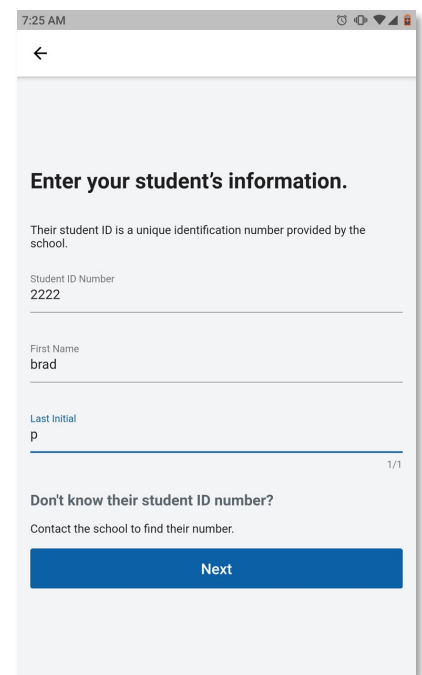 7:25 AM
Enter your student’s information.
Their student ID is a unique identification number provided by the
school.
Student ID Number
2222
First Name
brad
Last Initial
p
1/1
Don't know their student ID number?
Contact the school to find their number.
Next